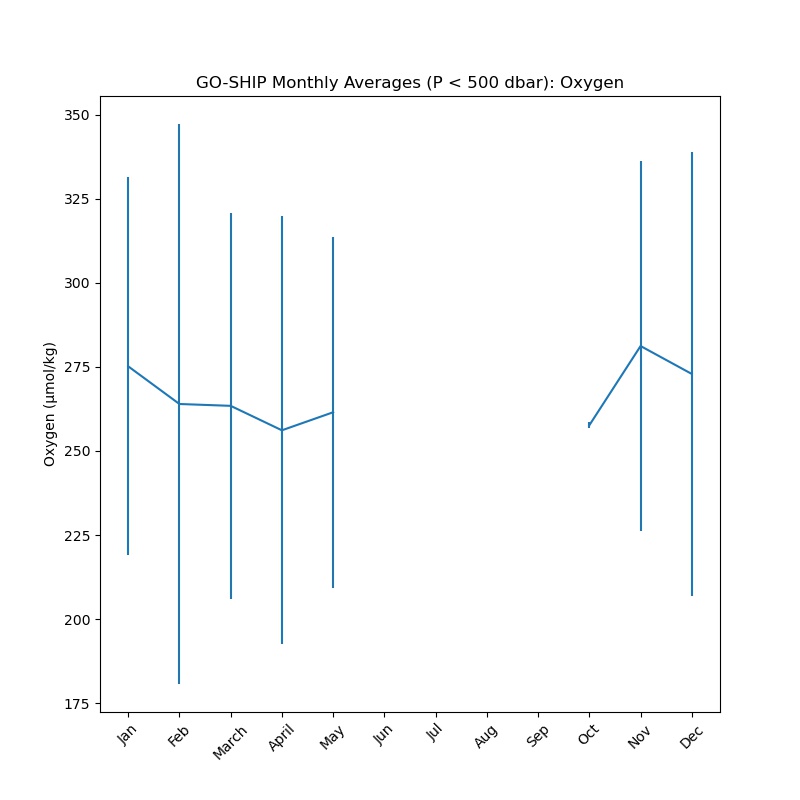 GO-SHIP Monthly Averages (P < 500 dbar): Oxygen
Oxygen (μmol/kg)
350
325
300
275
250
225
200
175
Jan
Feb
March
April
May
Jun
Jul
Aug
Sep
Oct
Nov
Dec